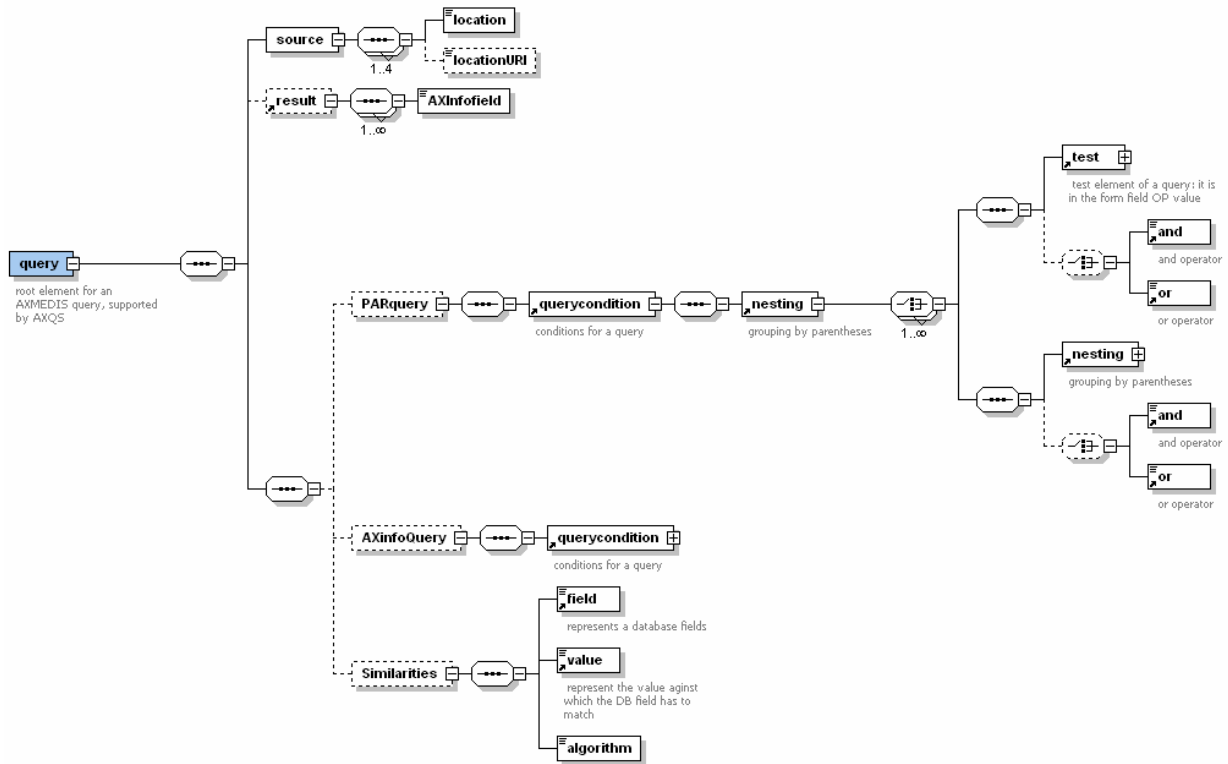 location
source
1..4
locationURI
result
AXInfofield
1..∞
test
test element of a query: it is
in the form field OP value
and
and operator
query
root element for an
AXMEDIS query, supported
by AXQS
or
or operator
PARquery
querycondition
conditions for a query
nesting
grouping by parentheses
1..∞
nesting
grouping by parentheses
and
and operator
or
or operator
AXinfoQuery
querycondition
conditions for a query
field
represents a database fields
Similarities
value
represent the value aginst
which the DB field has to
match
algorithm